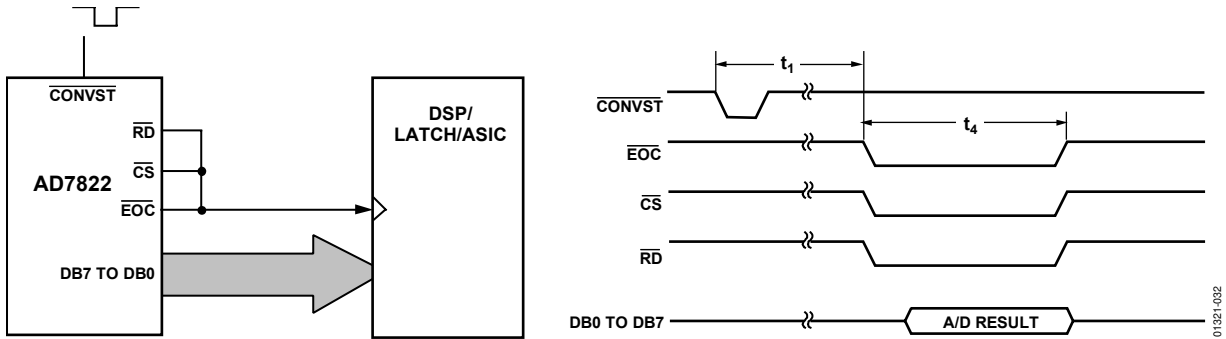 CONVST
RD
CS
AD7822
EOC
DB7 TO DB0
DSP/
LATCH/ASIC
t1
CONVST
t4
EOC
CS
RD
DB0 TO DB7
A/D RESULT
01321-032